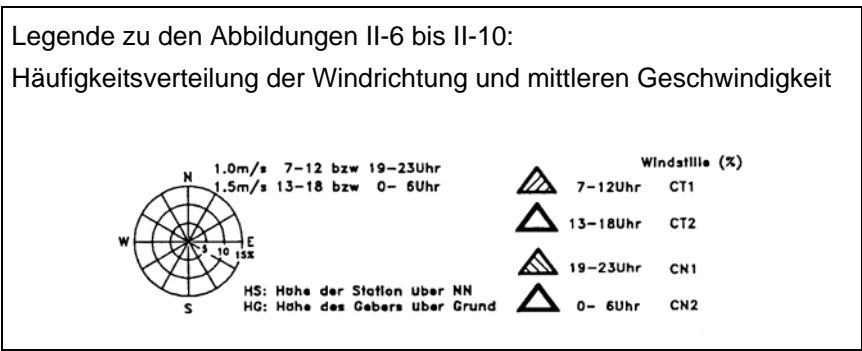 Legende zu den Abbildungen II-6 bis II-10:
Häufigkeitsverteilung der Windrichtung und mittleren Geschwindigkeit
Windstille (%)
1.0m/s 7-12 bzw 19-23Uhr
N
1.5m/s 13-18 bzw 0- 6Uhr
7-12Uhr CT1
13-18Uhr CT2
W E
5 10 15%
19-23Uhr CN1
HS: Höhe der Station über NN
HG: Höhe des Gebers über Grund
S
0- 6Uhr CN2